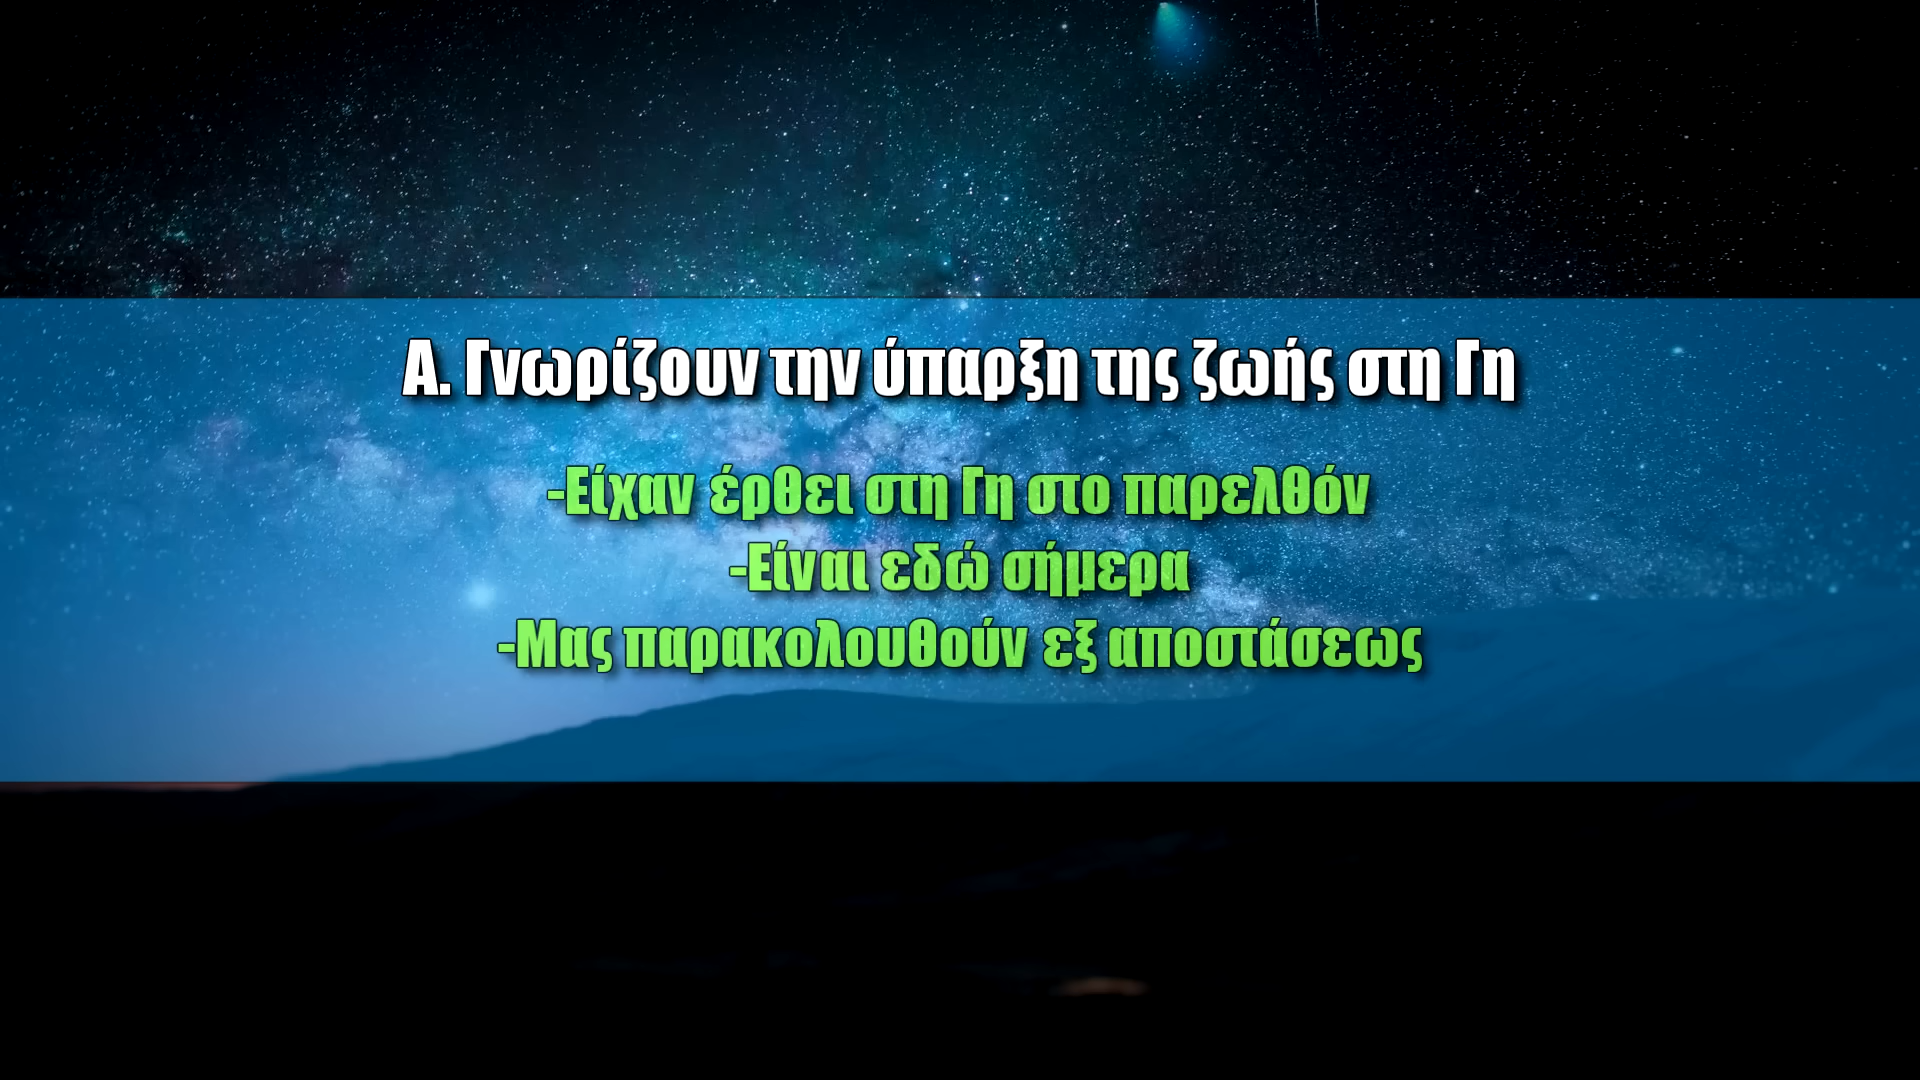 Α. Γνωρίζουν την ύπαρξη της ζωής στη Γη
-Είχαν έρθει στη Γη στο παρελθόν
-Είναι εδώ σήμερα
-Μας παρακολουθούν εξ αποστάσεως